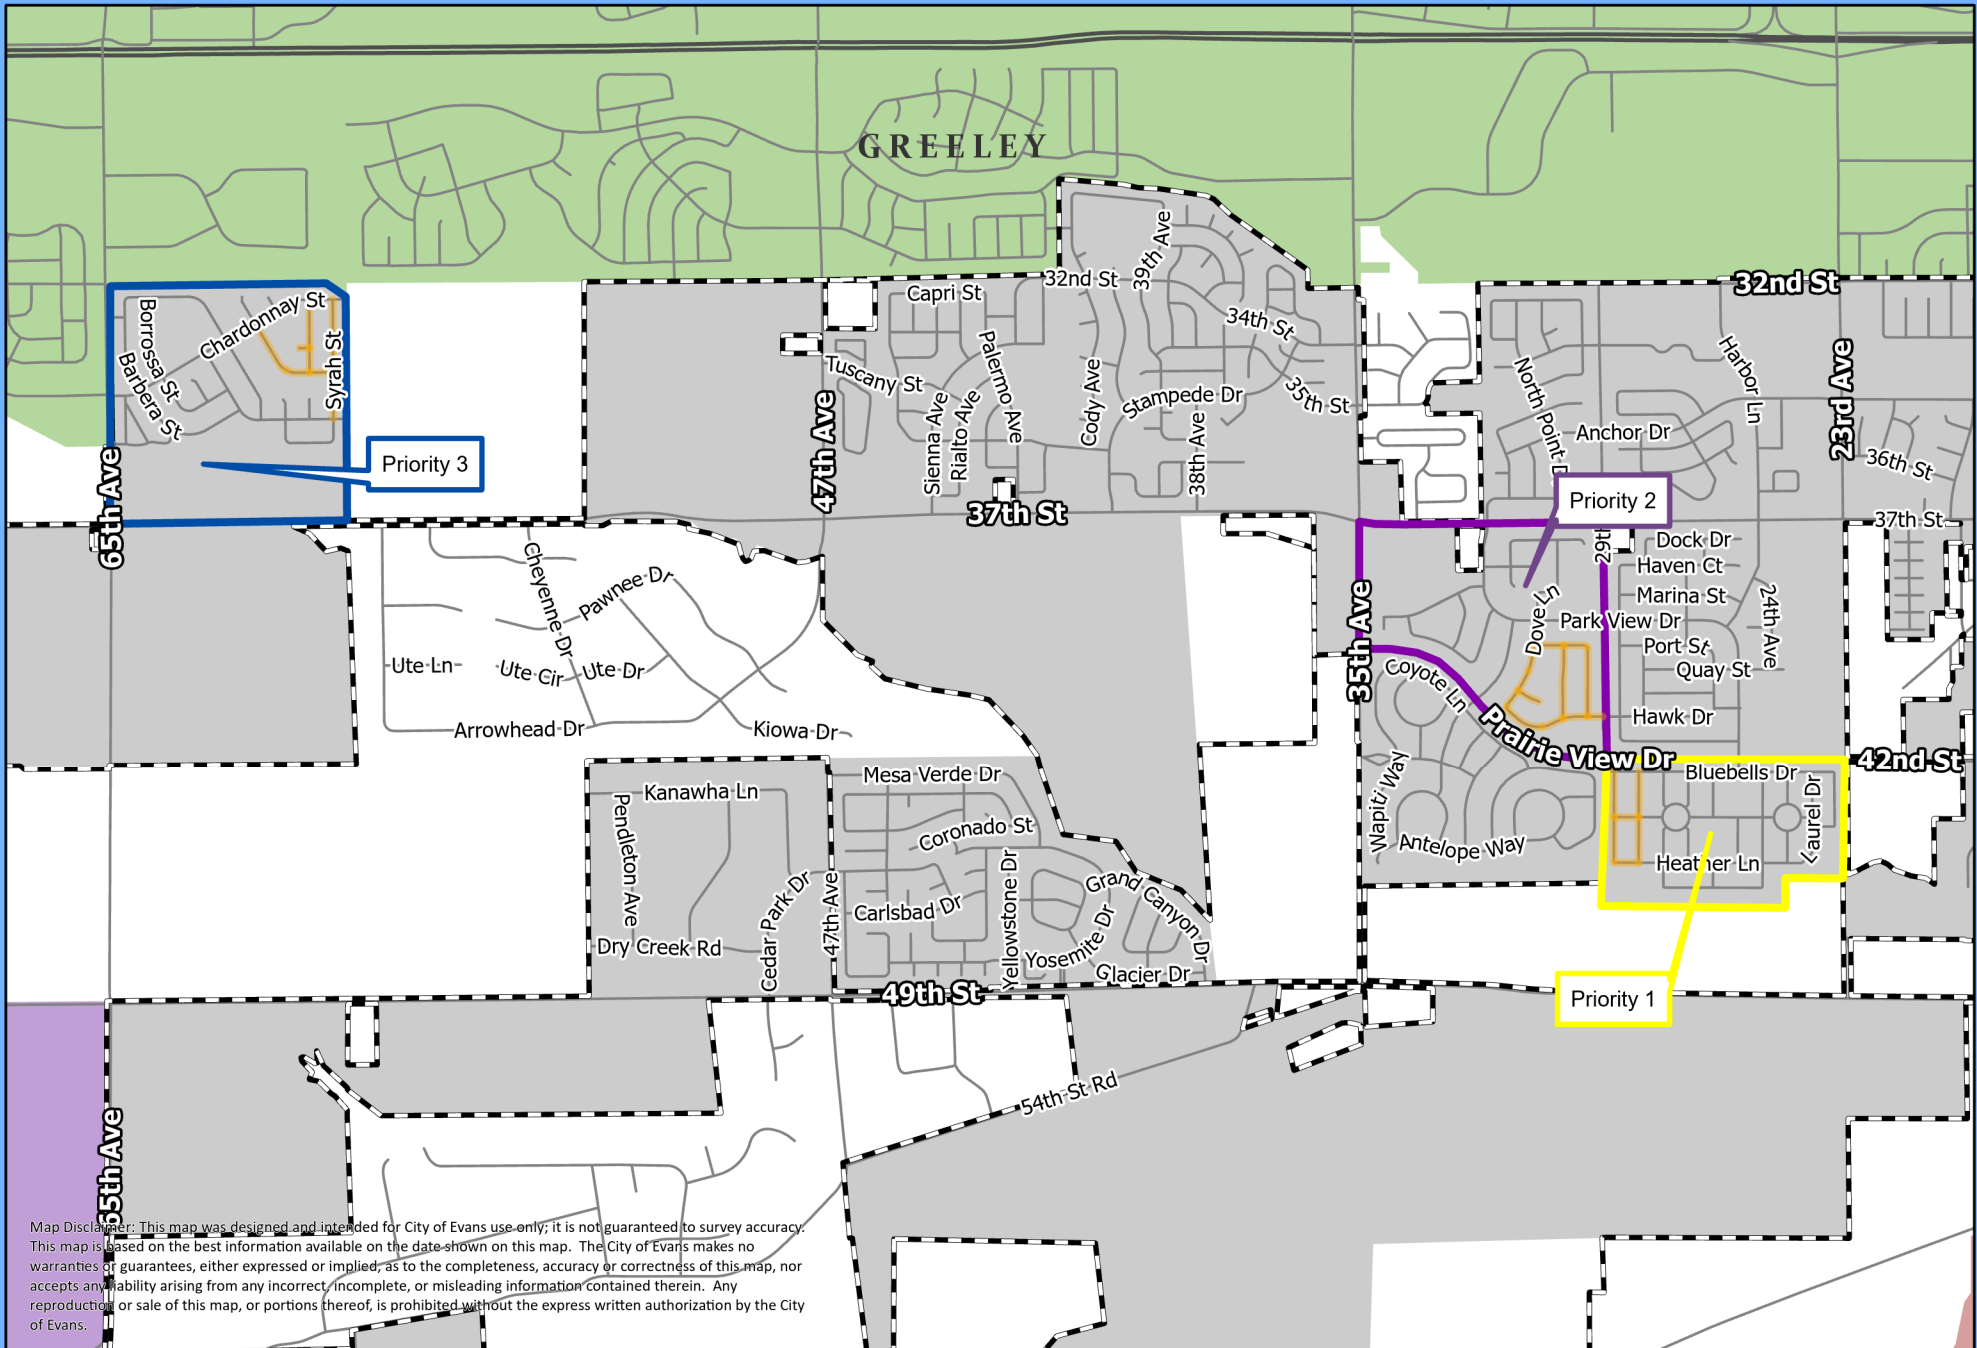 GREELEY
32nd St
39th Ave
32nd St
Capri St
Borrossa St
Chardonnay St
Barbera St
Syrah St
34th St
Tuscany St
Palermo Ave
Cody Ave
Stampede Dr
35th St
North Point D
Harbor Ln
23rd Ave
47th Ave
Sienna Ave
Rialto Ave
38th Ave
Anchor Dr
36th St
Priority 3
65th Ave
Priority 2
37th St
37th St
29th
Dock Dr
Haven Ct
Cheyenne Dr
Pawnee Dr
Marina St
24th Ave
35th Ave
Dove Ln
Park View Dr
Port St
Ute Ln
Ute Cir
Ute Dr
Coyote Ln
Quay St
Hawk Dr
Arrowhead Dr
Kiowa Dr
Prairie View Dr
42nd St
Mesa Verde Dr
Bluebells Dr
Kanawha Ln
Pendleton Ave
Coronado St
Wapiti Way
Antelope Way
Laurel Dr
Heather Ln
Cedar Park Dr
47th Ave
Carlsbad Dr
Yellowstone Dr
Grand Canyon Dr
Dry Creek Rd
Yosemite Dr
Glacier Dr
49th St
Priority 1
54th St Rd
65th Ave
Map Disclaimer: This map was designed and intended for City of Evans use only; it is not guaranteed to survey accuracy.
This map is based on the best information available on the date shown on this map. The City of Evans makes no
warranties or guarantees, either expressed or implied, as to the completeness, accuracy or correctness of this map, nor
accepts any liability arising from any incorrect, incomplete, or misleading information contained therein. Any
reproduction or sale of this map, or portions thereof, is prohibited without the express written authorization by the City
of Evans.